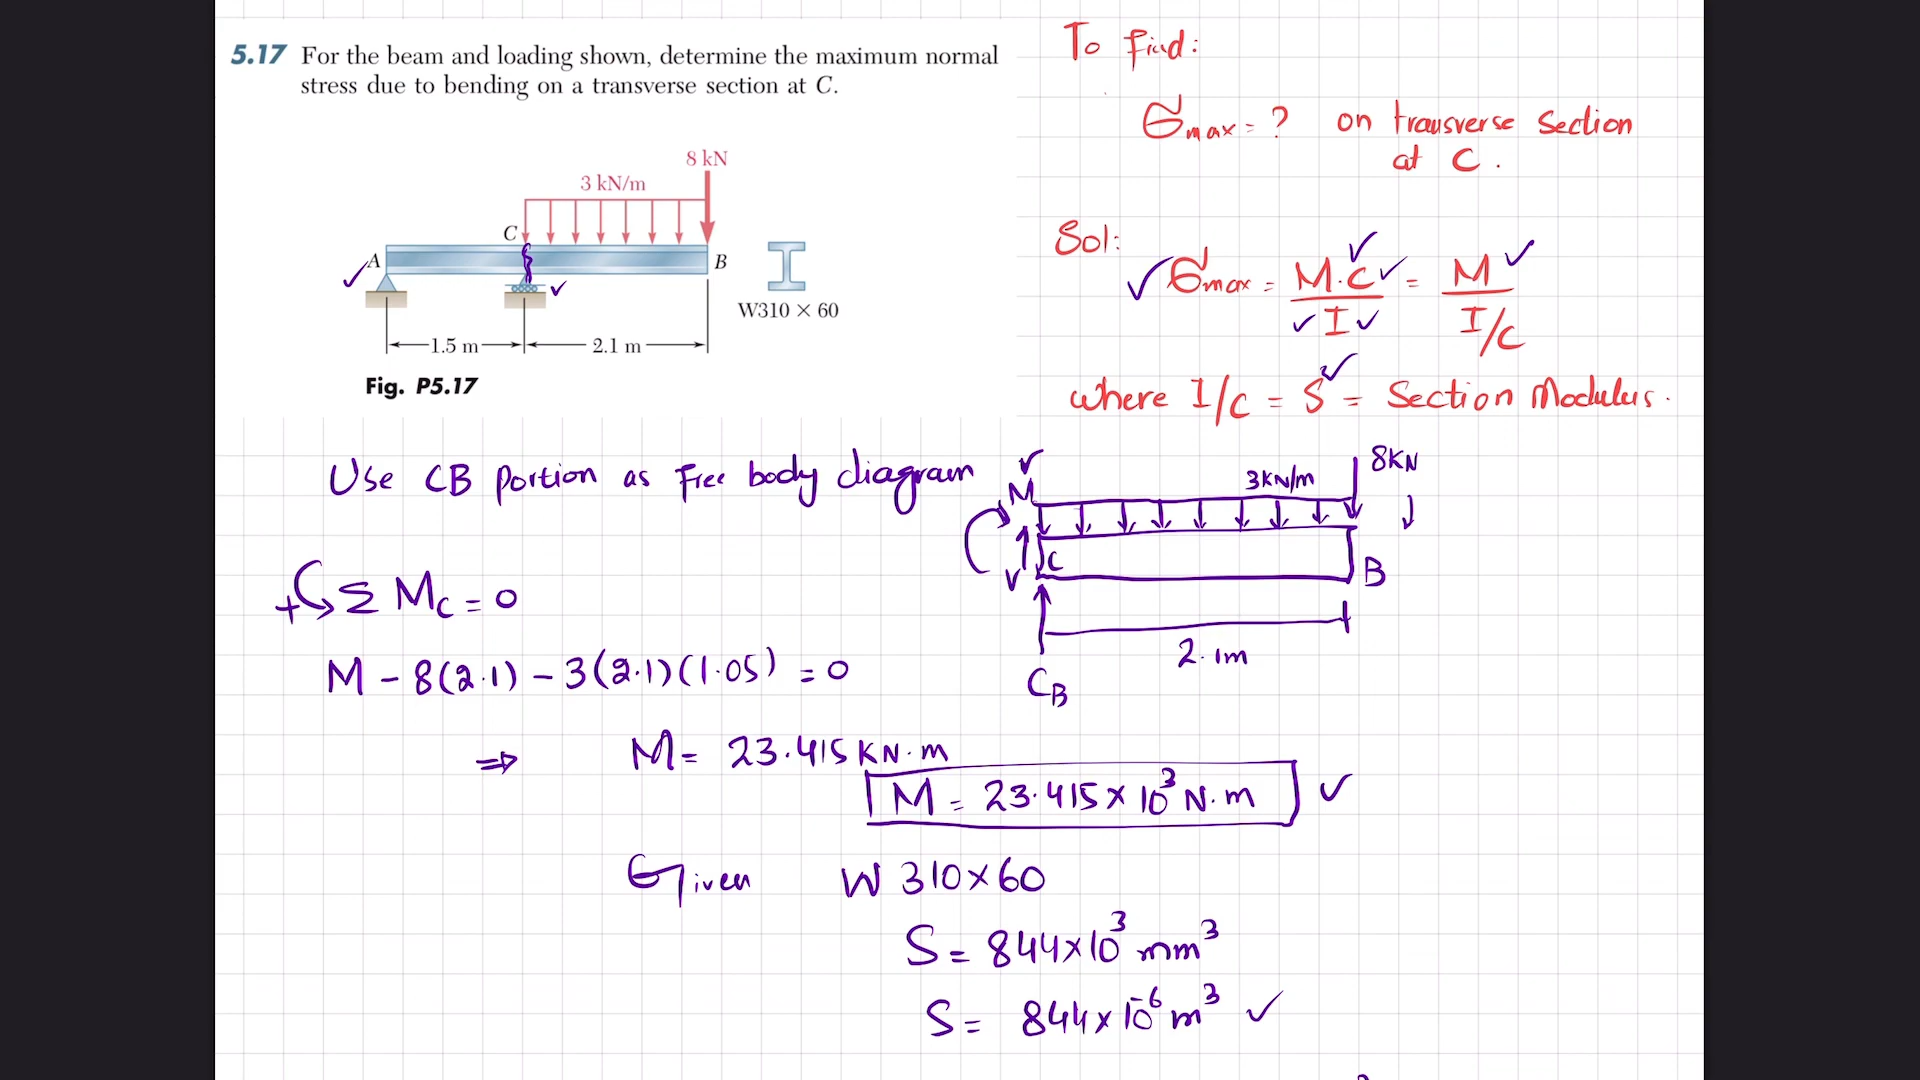 5.17 For the beam and loading shown, determine the maximum normal
stress due to bending on a transverse section at C.
8 kN
3 kN/m
C
A
B
W310 × 60
1.5 m
2.1 m
Fig. P5.17
To find:
σmax = ? on transverse section
at C.
Sol:
σmax = M·C/I = M/(I/C)
where I/C = S = Section Modulus.
Use CB Portion as Free body diagram
M
3KN/m
8KN
C
V
B
2.1m
CB
+ΣMC = 0
M - 8(2.1) - 3(2.1)(1.05) = 0
⇒ M = 23.415 KN·m
M = 23.415 × 10³ N·m
Given W 310×60
S = 844×10³ mm³
S = 844×10⁻⁶ m³